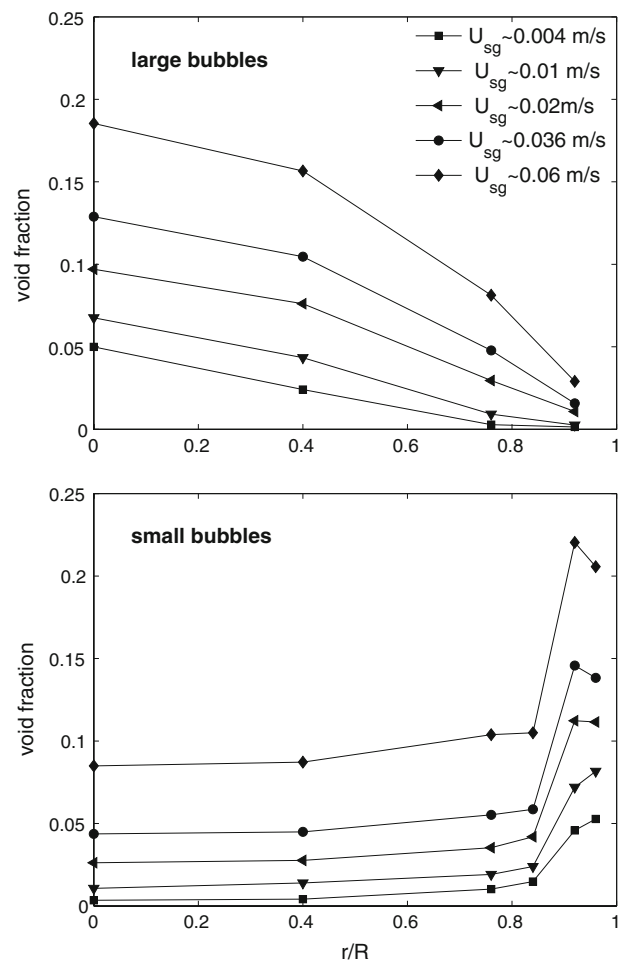 0.25
large bubbles
U_sg~0.004 m/s
U_sg~0.01 m/s
U_sg~0.02m/s
U_sg~0.036 m/s
U_sg~0.06 m/s
0.2
0.15
0.1
0.05
0
void fraction
0 0.2 0.4 0.6 0.8 1
0.25
small bubbles
0.2
0.15
0.1
0.05
0
void fraction
0 0.2 0.4 0.6 0.8 1
r/R